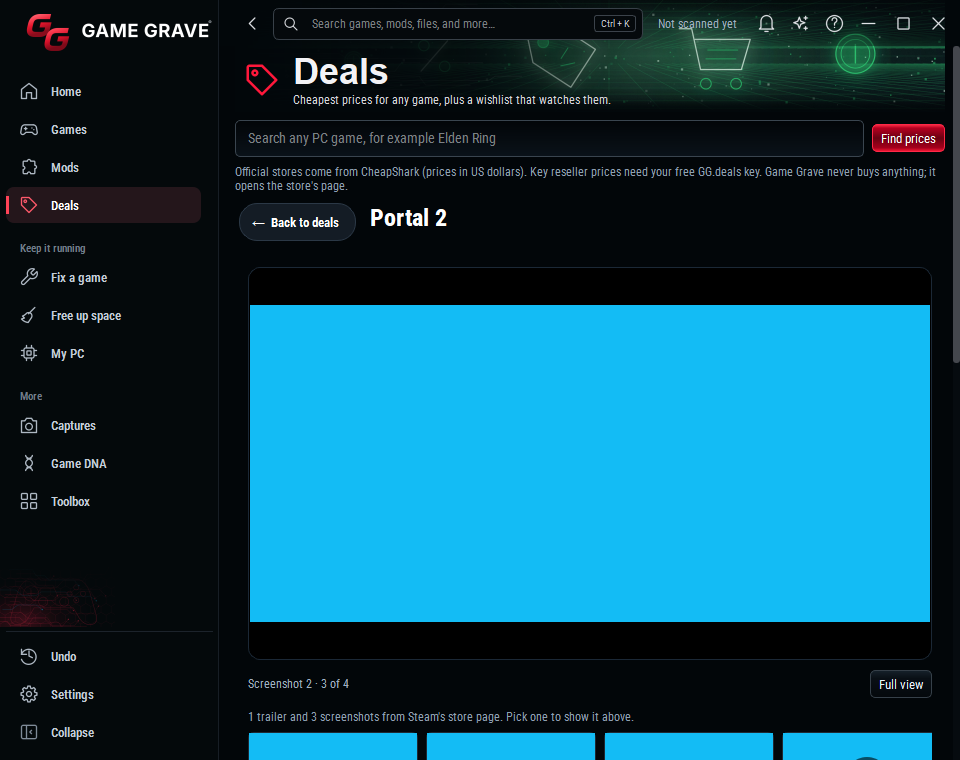 GG GAME GRAVE
Search games, mods, files, and more...
Ctrl + K
Not scanned yet
Home
Games
Mods
Deals
Keep it running
Fix a game
Free up space
My PC
More
Captures
Game DNA
Toolbox
Undo
Settings
Collapse
Deals
Cheapest prices for any game, plus a wishlist that watches them.
Search any PC game, for example Elden Ring
Find prices
Official stores come from CheapShark (prices in US dollars). Key reseller prices need your free GG.deals key. Game Grave never buys anything; it
opens the store's page.
← Back to deals
Portal 2
Screenshot 2 · 3 of 4
Full view
1 trailer and 3 screenshots from Steam's store page. Pick one to show it above.